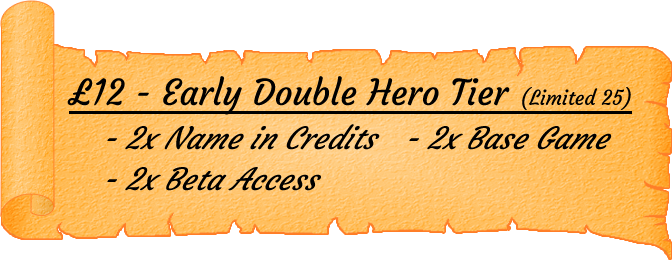 £12 - Early Double Hero Tier (Limited 25)
- 2x Name in Credits - 2x Base Game
- 2x Beta Access